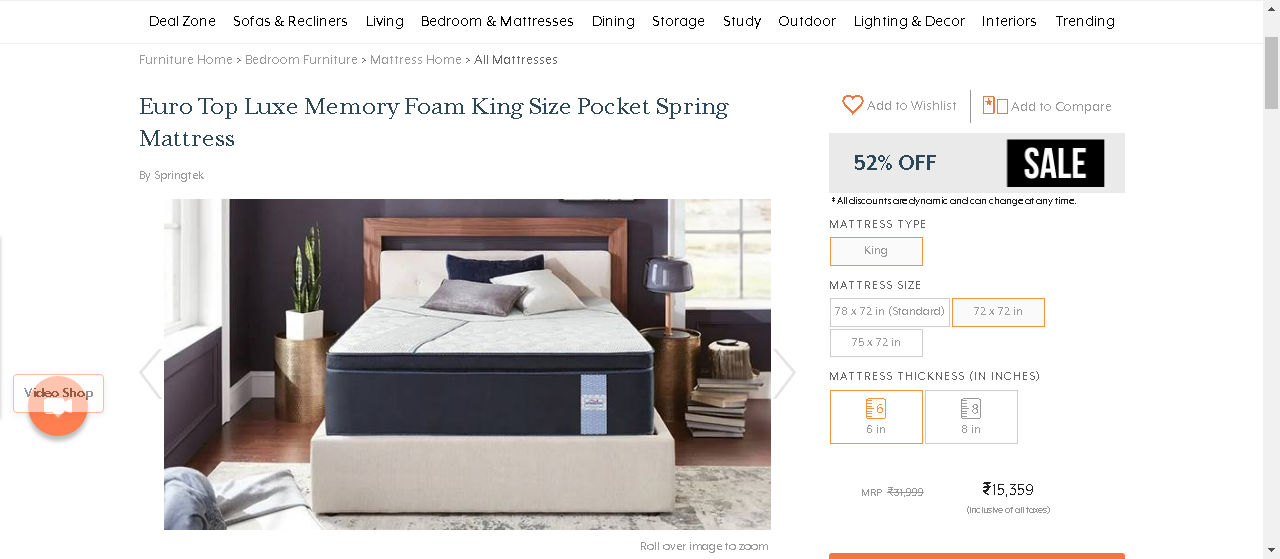 Deal Zone Sofas & Recliners Living Bedroom & Mattresses Dining Storage Study Outdoor Lighting & Decor Interiors Trending
Furniture Home > Bedroom Furniture > Mattress Home > All Mattresses
Euro Top Luxe Memory Foam King Size Pocket Spring
Mattress
By Springtek
Add to Wishlist
Add to Compare
52% OFF
SALE
* All discounts are dynamic and can change at any time.
MATTRESS TYPE
King
MATTRESS SIZE
78 x 72 in (Standard)
72 x 72 in
75 x 72 in
MATTRESS THICKNESS (IN INCHES)
6
8
6 in
8 in
MRP ₹31,999
₹15,359
(Inclusive of all taxes)
Video Shop
Roll over image to zoom